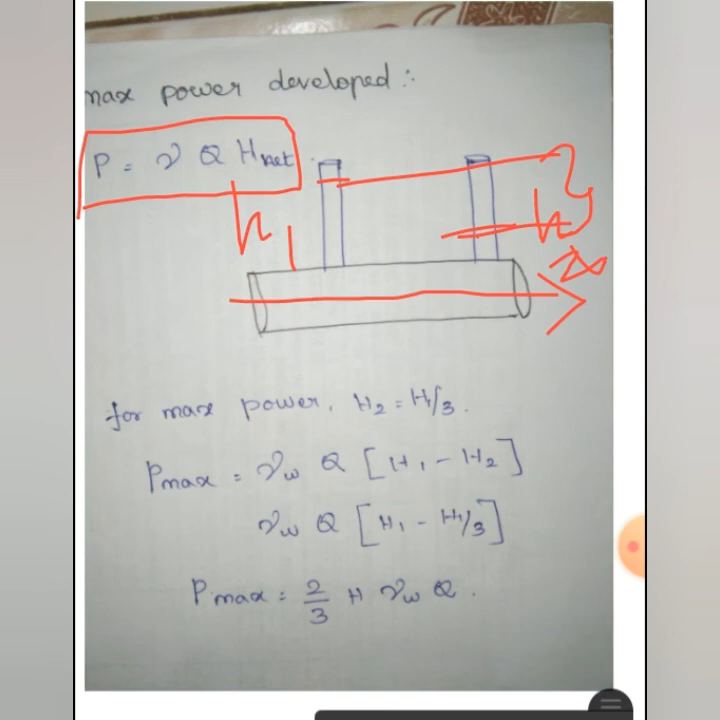 max power developed :
P = γ Q Hnet
h1
h2
for max power, H2 = H/3.
Pmax = γw Q [H1 - H2]
γw Q [H1 - H1/3]
Pmax = 2/3 H γw Q.